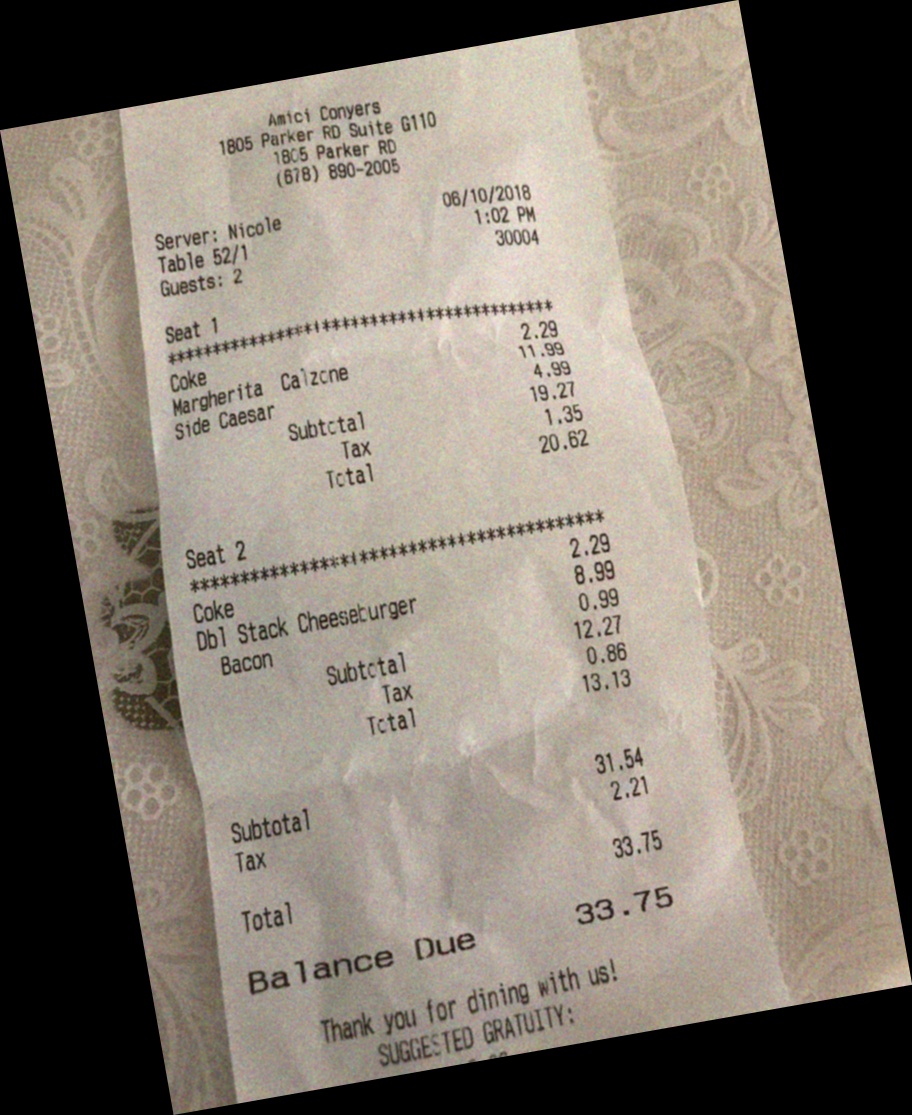 Amici Conyers
1805 Parker RD Suite G110
1805 Parker RD
(678) 890-2005
06/10/2018
Server: Nicole 1:02 PM
Table 52/1 30004
Guests: 2
Seat 1
******************************************
Coke 2.29
Margherita Calzone 11.99
Side Caesar 4.99
Subtotal 19.27
Tax 1.35
Total 20.62
Seat 2
******************************************
Coke 2.29
Dbl Stack Cheeseburger 8.99
Bacon 0.99
Subtotal 12.27
Tax 0.86
Total 13.13
Subtotal 31.54
Tax 2.21
Total 33.75
Balance Due 33.75
Thank you for dining with us!
SUGGESTED GRATUITY: